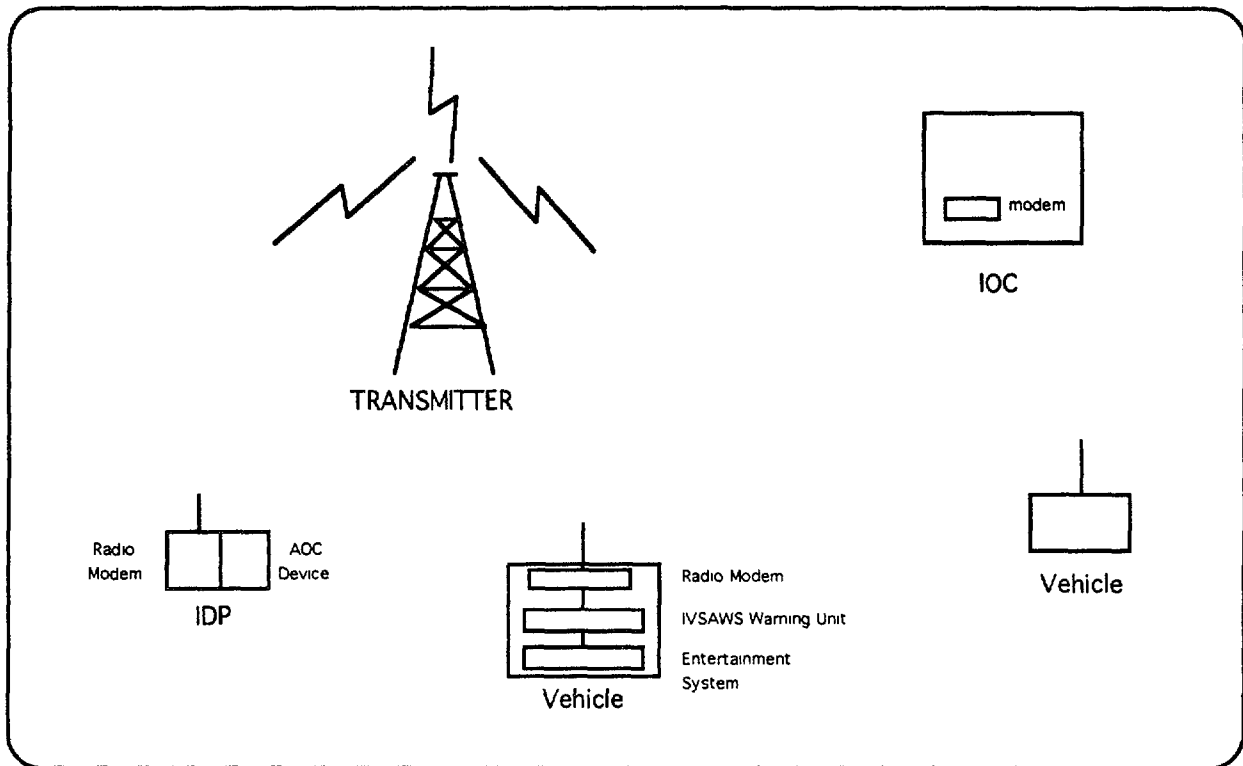 modem
IOC
TRANSMITTER
Radio
Modem
AOC
Device
IDP
Radio Modem
IVSAWS Warning Unit
Entertainment
System
Vehicle
Vehicle